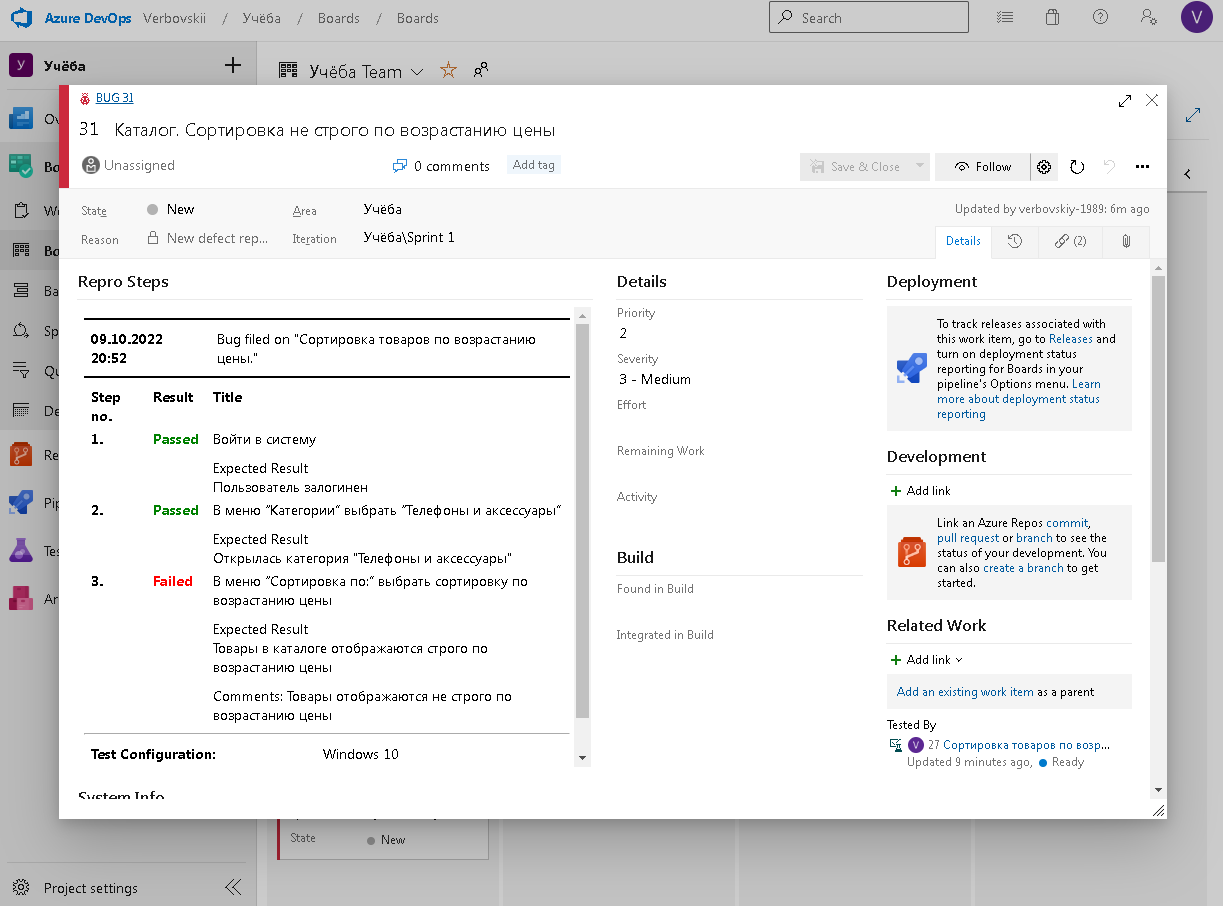 Azure DevOps Verbovskii / Учёба / Boards / Boards
Search
V
У Учёба
Учёба Team
BUG 31
31 Каталог. Сортировка не строго по возрастанию цены
Unassigned
0 comments
Add tag
Save & Close
Follow
State
New
Area
Учёба
Updated by verbovskiy-1989: 6m ago
Reason
New defect rep...
Iteration
Учёба\Sprint 1
Details
(2)
Repro Steps
09.10.2022
20:52
Bug filed on "Сортировка товаров по возрастанию
цены."
Step
no.
Result
Title
1.
Passed
Войти в систему
Expected Result
Пользователь залогинен
2.
Passed
В меню "Категории" выбрать "Телефоны и аксессуары"
Expected Result
Открылась категория "Телефоны и аксессуары"
3.
Failed
В меню "Сортировка по:" выбрать сортировку по
возрастанию цены
Expected Result
Товары в каталоге отображаются строго по
возрастанию цены
Comments: Товары отображаются не строго по
возрастанию цены
Test Configuration:
Windows 10
System Info
Details
Priority
2
Severity
3 - Medium
Effort
Remaining Work
Activity
Build
Found in Build
Integrated in Build
Deployment
To track releases associated with
this work item, go to Releases and
turn on deployment status
reporting for Boards in your
pipeline's Options menu. Learn
more about deployment status
reporting
Development
Add link
Link an Azure Repos commit,
pull request or branch to see the
status of your development. You
can also create a branch to get
started.
Related Work
Add link
Add an existing work item as a parent
Tested By
V 27 Сортировка товаров по возр...
Updated 9 minutes ago, Ready
State
New
Project settings